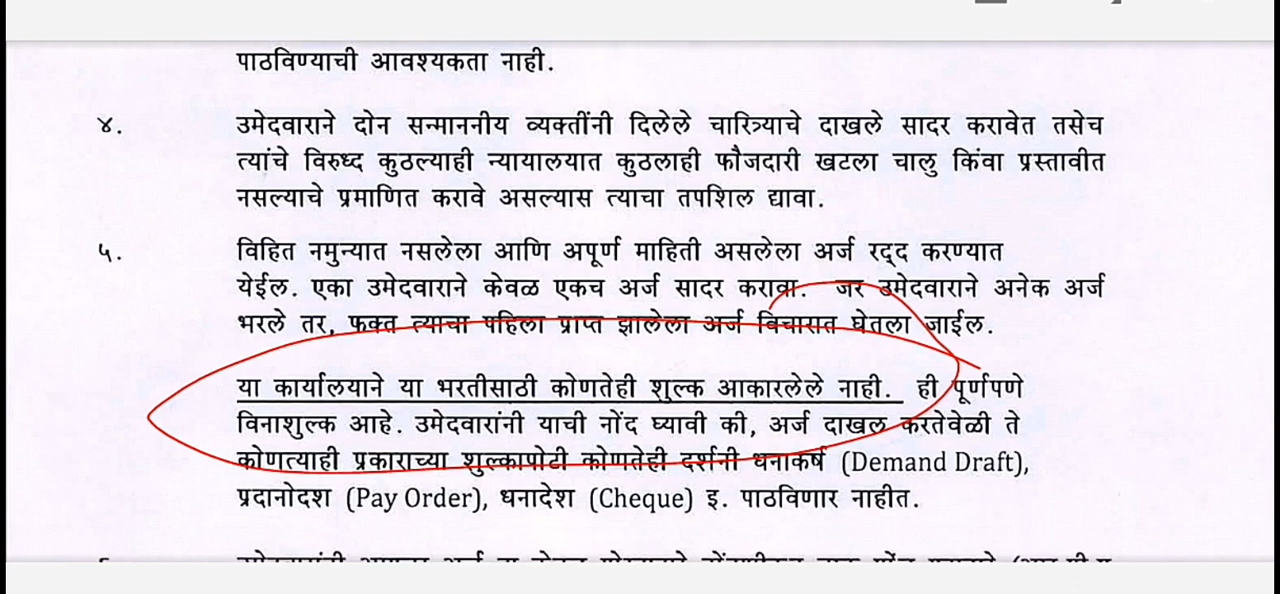 पाठविण्याची आवश्यकता नाही.
४. उमेदवाराने दोन सन्माननीय व्यक्तींनी दिलेले चारित्र्याचे दाखले सादर करावेत तसेच
त्यांचे विरुध्द कुठल्याही न्यायालयात कुठलाही फौजदारी खटला चालु किंवा प्रस्तावीत
नसल्याचे प्रमाणित करावे असल्यास त्याचा तपशिल द्यावा.
५. विहित नमुन्यात नसलेला आणि अपूर्ण माहिती असलेला अर्ज रद्द करण्यात
येईल. एका उमेदवाराने केवळ एकच अर्ज सादर करावा. जर उमेदवाराने अनेक अर्ज
भरले तर, फक्त त्याचा पहिला प्राप्त झालेला अर्ज विचारात घेतला जाईल.
या कार्यालयाने या भरतीसाठी कोणतेही शुल्क आकारलेले नाही. ही पूर्णपणे
विनाशुल्क आहे. उमेदवारांनी याची नोंद घ्यावी की, अर्ज दाखल करतेवेळी ते
कोणत्याही प्रकाराच्या शुल्कापोटी कोणतेही दर्शनी धनाकर्ष (Demand Draft),
प्रदानोदश (Pay Order), धनादेश (Cheque) इ. पाठविणार नाहीत.